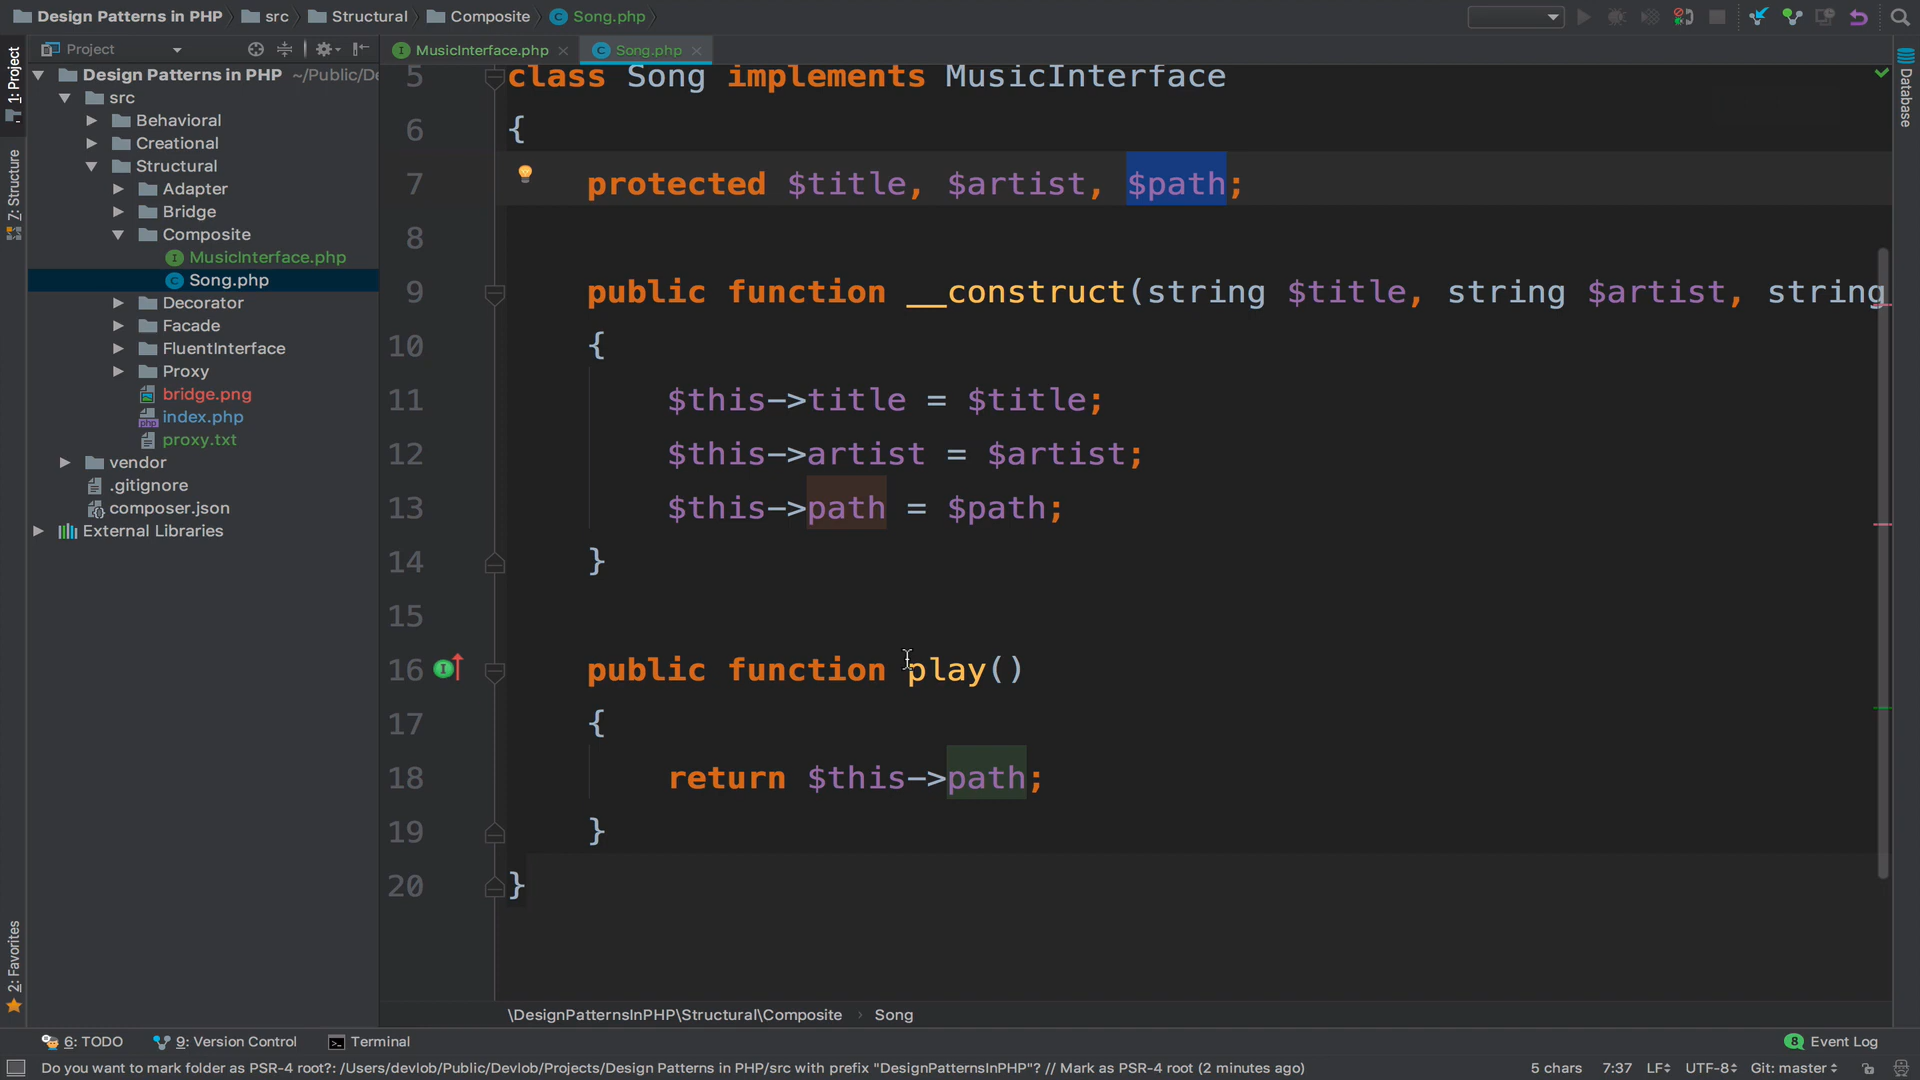 Design Patterns in PHP src Structural Composite Song.php
1: Project
7: Structure
2: Favorites
Project
Design Patterns in PHP ~/Public/De
src
Behavioral
Creational
Structural
Adapter
Bridge
Composite
MusicInterface.php
Song.php
Decorator
Facade
FluentInterface
Proxy
bridge.png
index.php
proxy.txt
vendor
.gitignore
composer.json
External Libraries
MusicInterface.php Song.php
5 class Song implements MusicInterface
6 {
7 protected $title, $artist, $path;
8
9 public function __construct(string $title, string $artist, string
10 {
11 $this->title = $title;
12 $this->artist = $artist;
13 $this->path = $path;
14 }
15
16 public function play()
17 {
18 return $this->path;
19 }
20 }
Database
\DesignPatternsInPHP\Structural\Composite › Song
6: TODO 9: Version Control Terminal 8 Event Log
Do you want to mark folder as PSR-4 root?: /Users/devlob/Public/Devlob/Projects/Design Patterns in PHP/src with prefix "DesignPatternsInPHP"? // Mark as PSR-4 root (2 minutes ago) 5 chars 7:37 LF UTF-8 Git: master